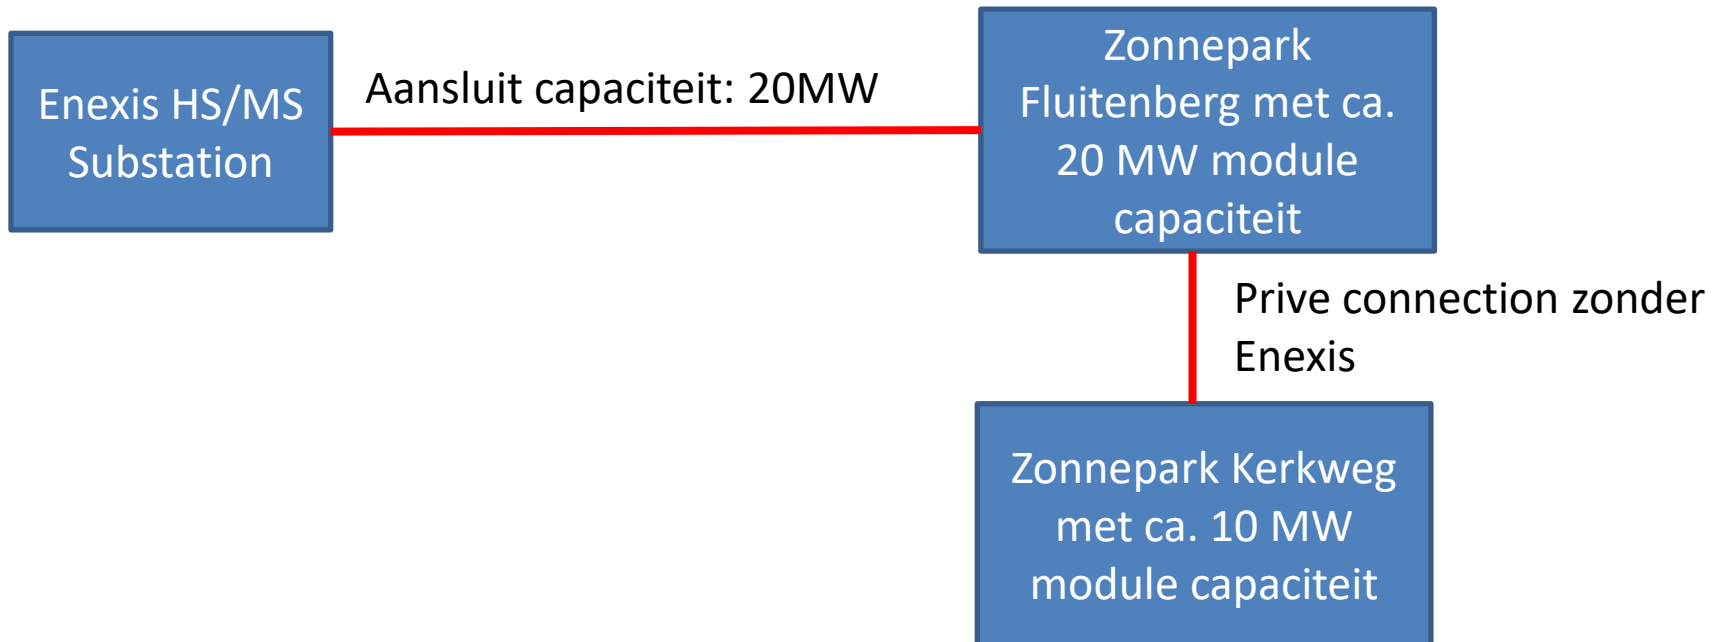 Enexis HS/MS
Substation
Aansluit capaciteit: 20MW
Zonnepark
Fluitenberg met ca.
20 MW module
capaciteit
Prive connection zonder
Enexis
Zonnepark Kerkweg
met ca. 10 MW
module capaciteit